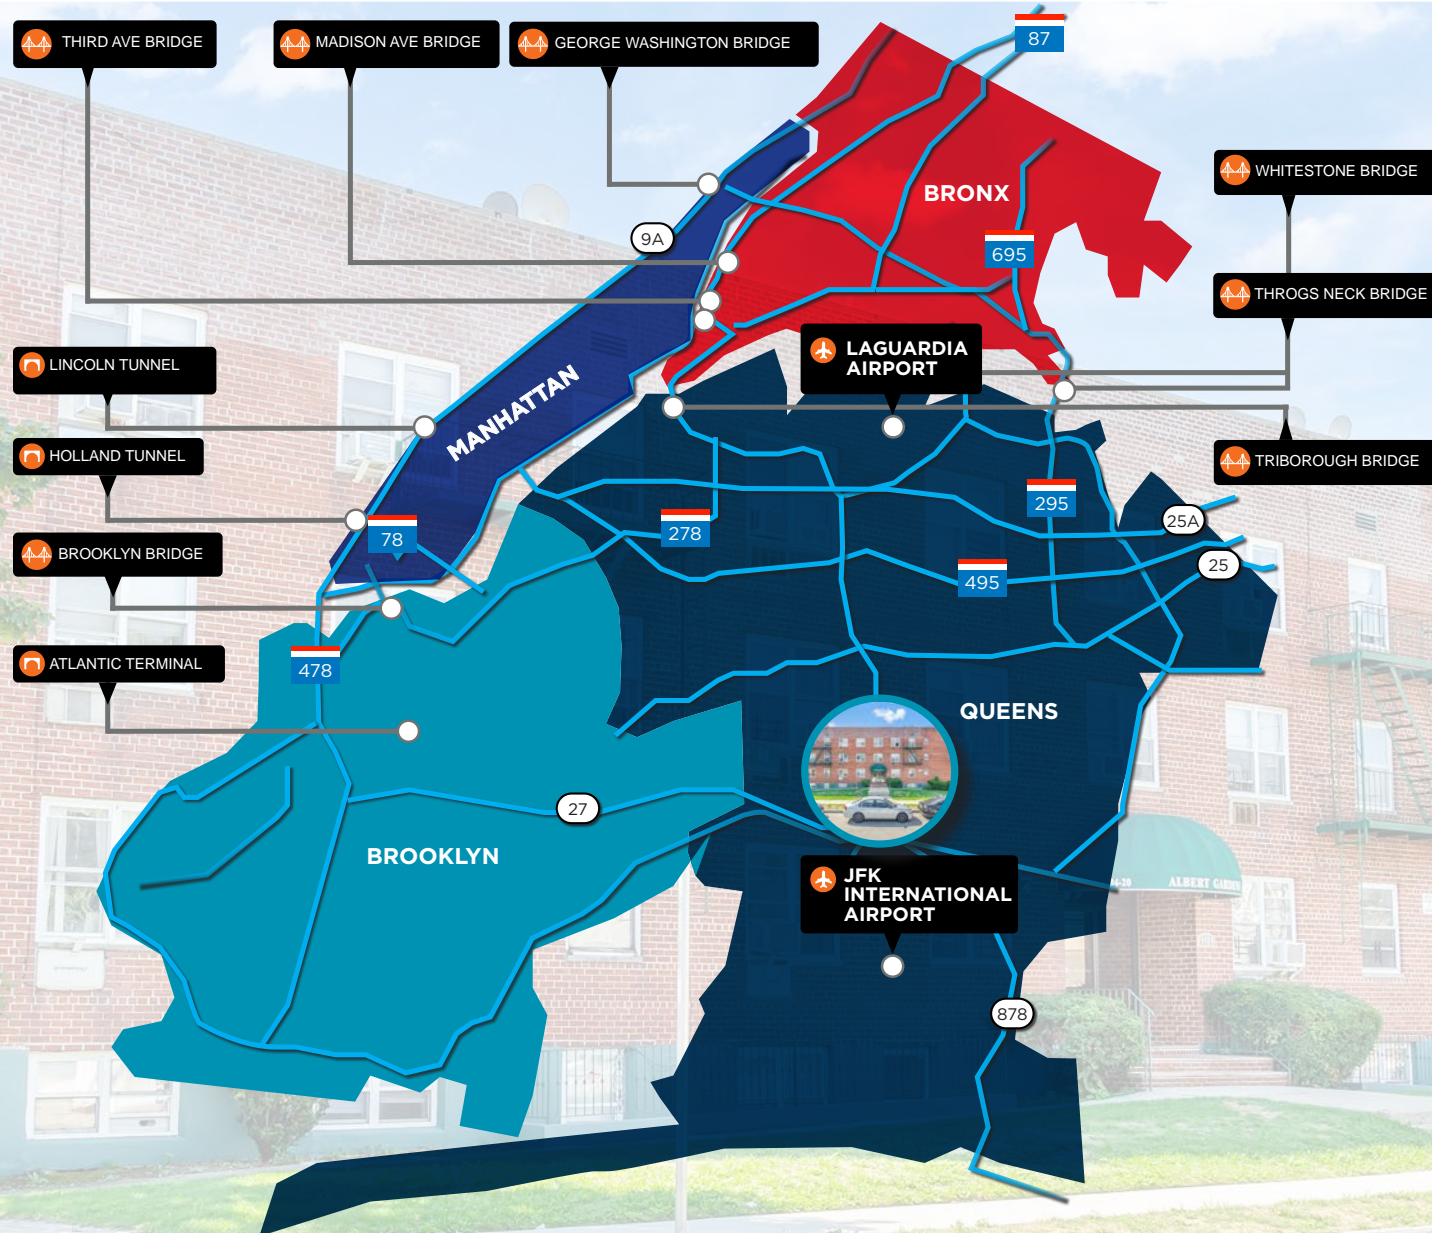 THIRD AVE BRIDGE
MADISON AVE BRIDGE
GEORGE WASHINGTON BRIDGE
87
WHITESTONE BRIDGE
BRONX
9A
695
THROGS NECK BRIDGE
LAGUARDIA
AIRPORT
LINCOLN TUNNEL
MANHATTAN
HOLLAND TUNNEL
TRIBOROUGH BRIDGE
295
25A
278
78
BROOKLYN BRIDGE
25
495
ATLANTIC TERMINAL
478
QUEENS
27
BROOKLYN
JFK
INTERNATIONAL
AIRPORT
ALBERT GARDEN
878